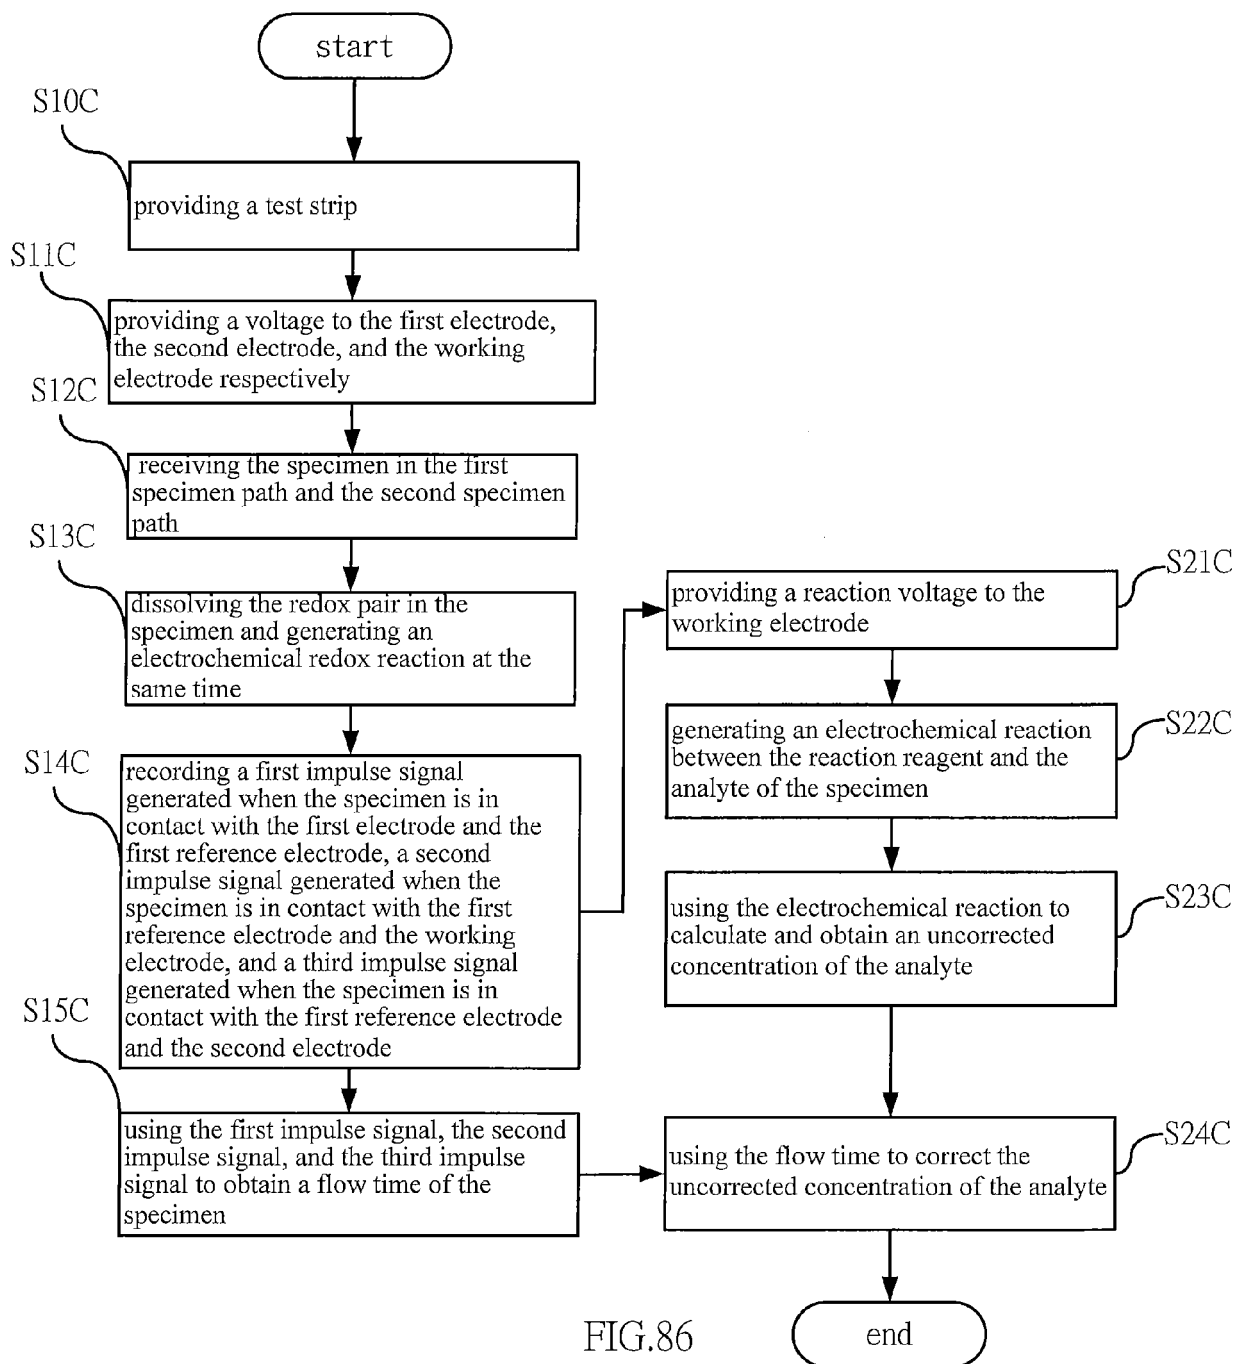 start
S10C
providing a test strip
S11C
providing a voltage to the first electrode,
the second electrode, and the working
electrode respectively
S12C
receiving the specimen in the first
specimen path and the second specimen
path
S13C
dissolving the redox pair in the
specimen and generating an
electrochemical redox reaction at the
same time
S14C
recording a first impulse signal
generated when the specimen is in
contact with the first electrode and the
first reference electrode, a second
impulse signal generated when the
specimen is in contact with the first
reference electrode and the working
electrode, and a third impulse signal
generated when the specimen is in
contact with the first reference electrode
and the second electrode
S15C
using the first impulse signal, the second
impulse signal, and the third impulse
signal to obtain a flow time of the
specimen
S21C
providing a reaction voltage to the
working electrode
S22C
generating an electrochemical reaction
between the reaction reagent and the
analyte of the specimen
S23C
using the electrochemical reaction to
calculate and obtain an uncorrected
concentration of the analyte
S24C
using the flow time to correct the
uncorrected concentration of the analyte
end
FIG.86